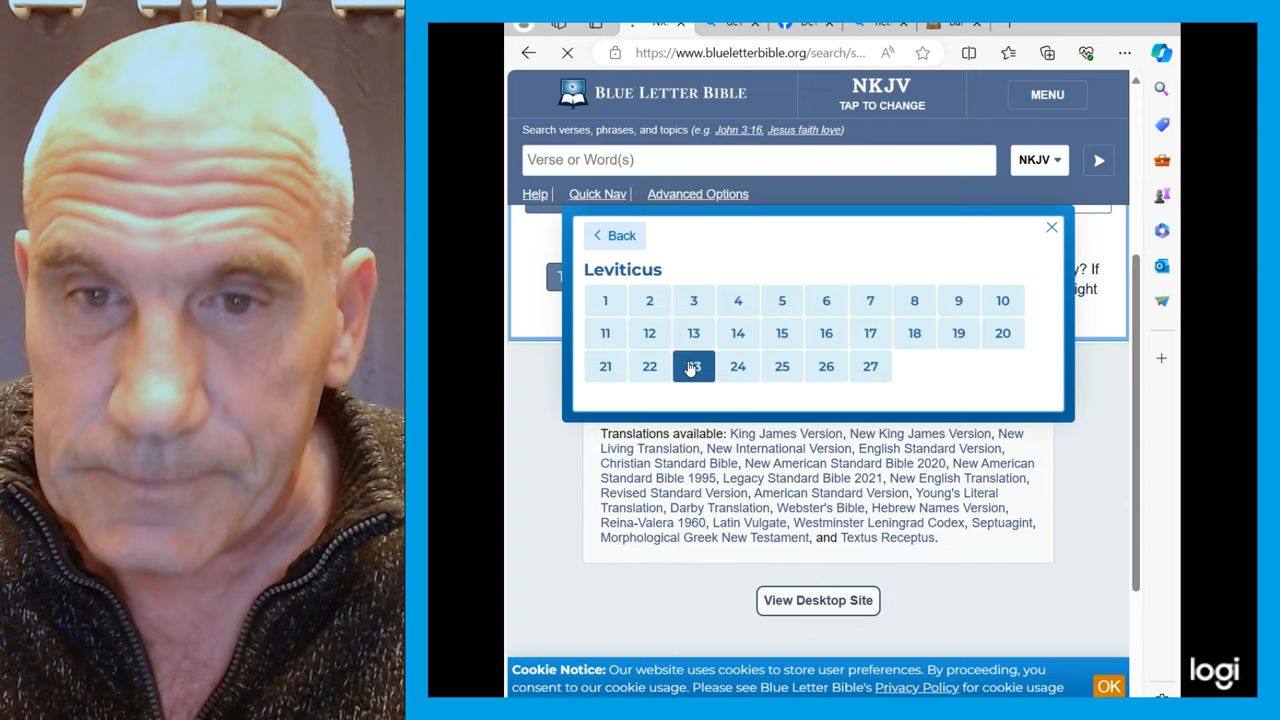 https://www.blueletterbible.org/search/s...
BLUE LETTER BIBLE
NKJV
TAP TO CHANGE
MENU
Search verses, phrases, and topics (e.g. John 3:16, Jesus faith love)
Verse or Word(s)
NKJV
Help | Quick Nav | Advanced Options
Back
Leviticus
1 2 3 4 5 6 7 8 9 10
11 12 13 14 15 16 17 18 19 20
21 22 23 24 25 26 27
y? If
ight
Translations available: King James Version, New King James Version, New
Living Translation, New International Version, English Standard Version,
Christian Standard Bible, New American Standard Bible 2020, New American
Standard Bible 1995, Legacy Standard Bible 2021, New English Translation,
Revised Standard Version, American Standard Version, Young's Literal
Translation, Darby Translation, Webster's Bible, Hebrew Names Version,
Reina-Valera 1960, Latin Vulgate, Westminster Leningrad Codex, Septuagint,
Morphological Greek New Testament, and Textus Receptus.
View Desktop Site
Cookie Notice: Our website uses cookies to store user preferences. By proceeding, you
consent to our cookie usage. Please see Blue Letter Bible's Privacy Policy for cookie usage
OK
logi